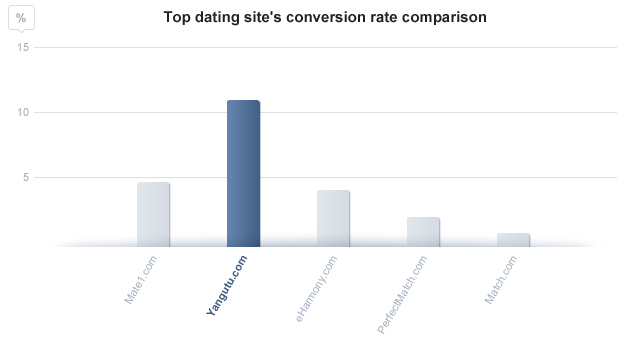 %
Top dating site's conversion rate comparison
15
10
5
Mate1.com
Yangutu.com
eHarmony.com
PerfectMatch.com
Match.com